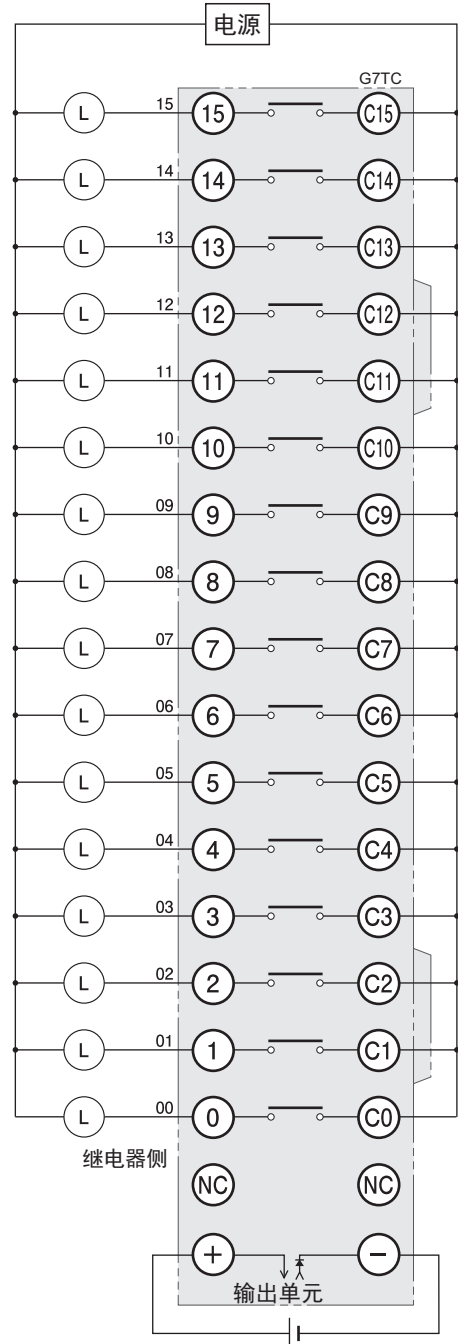 电源
G7TC
L 15 15 C15
L 14 14 C14
L 13 13 C13
L 12 12 C12
L 11 11 C11
L 10 10 C10
L 09 9 C9
L 08 8 C8
L 07 7 C7
L 06 6 C6
L 05 5 C5
L 04 4 C4
L 03 3 C3
L 02 2 C2
L 01 1 C1
L 00 0 C0
继电器侧
NC NC
+ −
输出单元